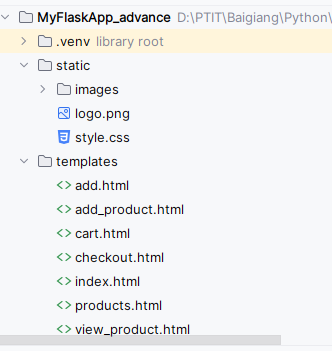 MyFlaskApp_advance D:\PTIT\Baigiang\Python\
.venv library root
static
images
logo.png
style.css
templates
add.html
add_product.html
cart.html
checkout.html
index.html
products.html
view_product.html